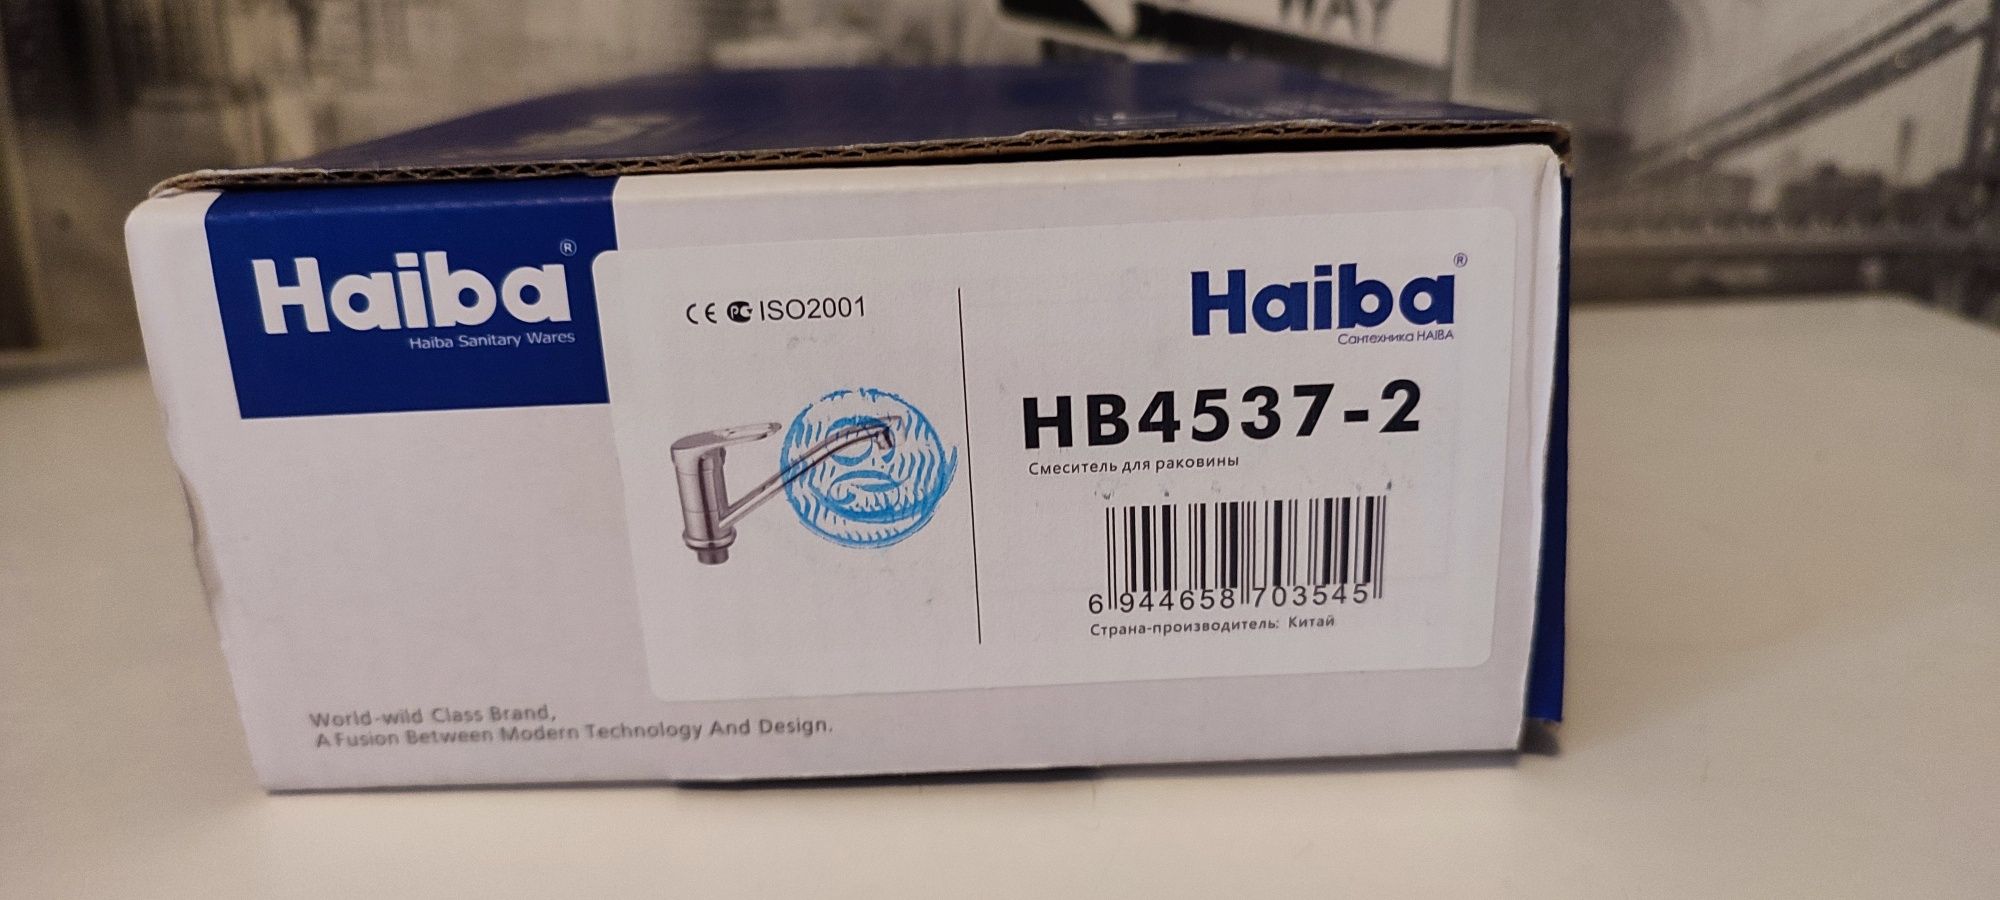 WAY
Haiba®
Haiba Sanitary Wares
CE PC ISO2001
Haiba®
Сантехника HAIBA
HB4537-2
Смеситель для раковины
6 944658 703545
Страна-производитель: Китай
World-wild Class Brand,
A Fusion Between Modern Technology And Design.